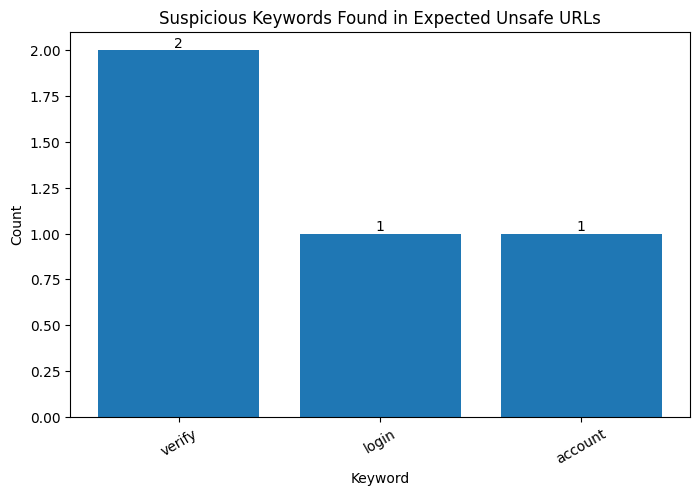 Suspicious Keywords Found in Expected Unsafe URLs
2
1
1
2.00
1.75
1.50
1.25
1.00
0.75
0.50
0.25
0.00
Count
verify
login
account
Keyword